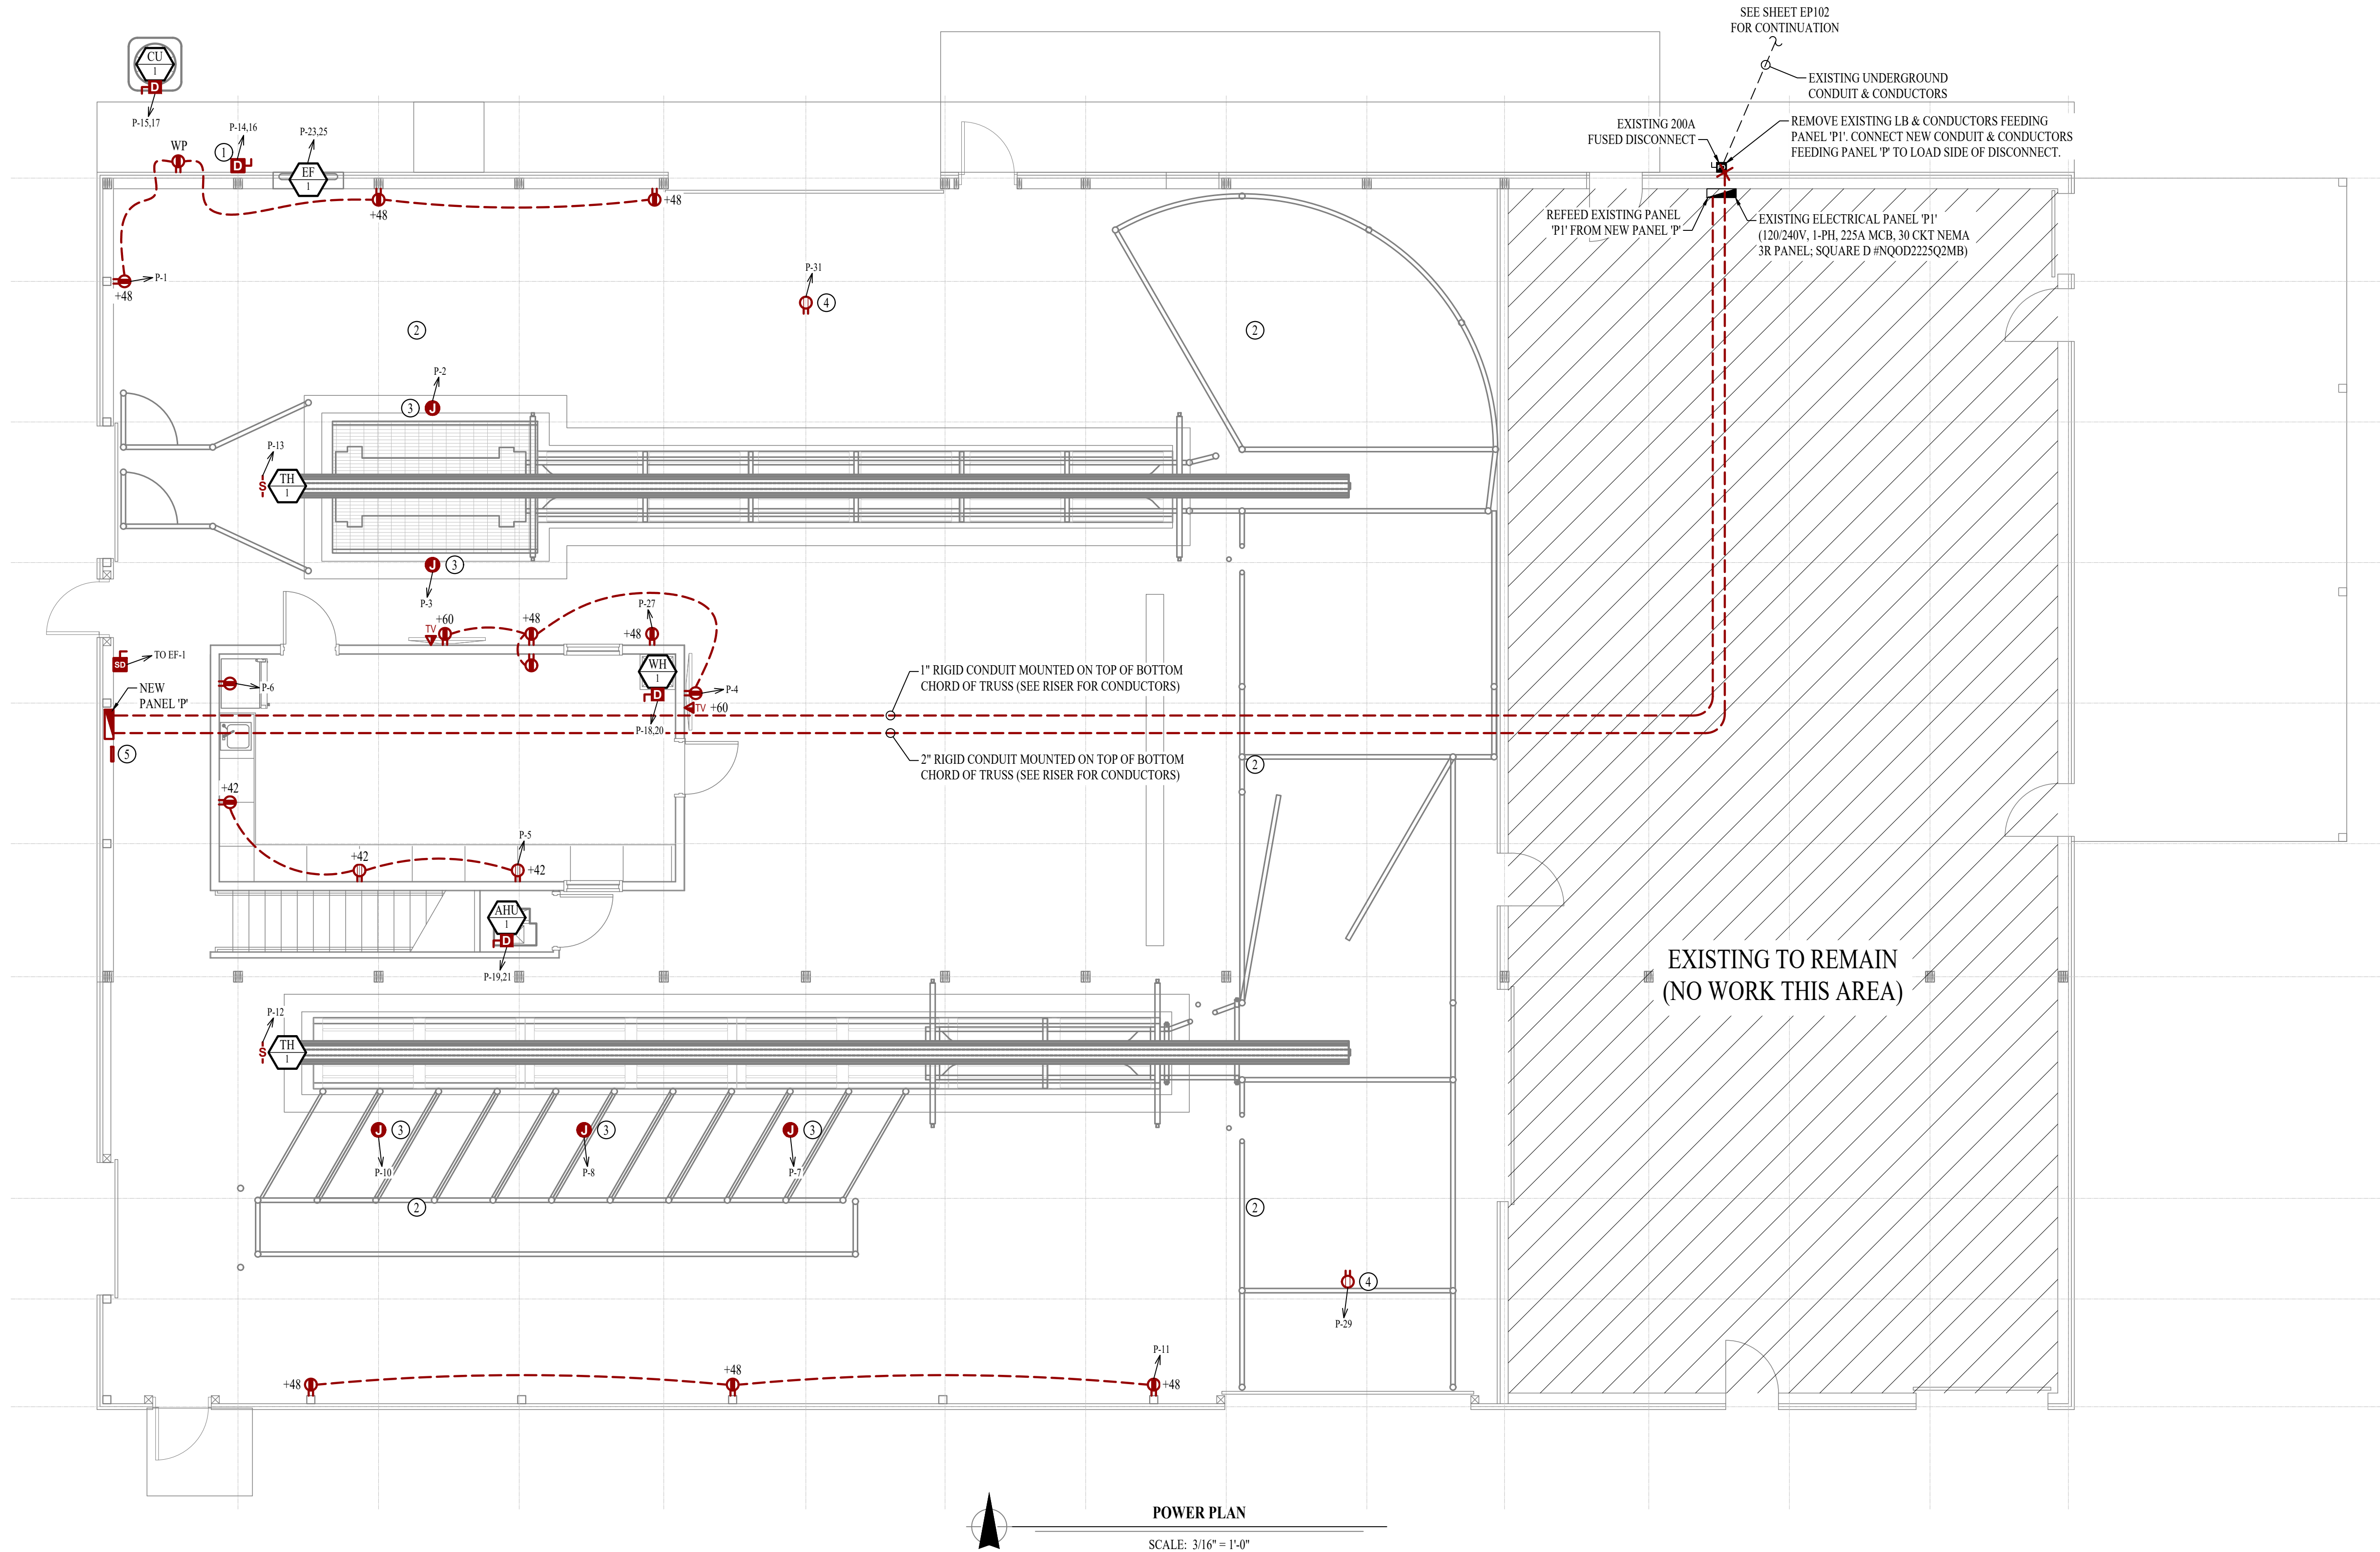 SEE SHEET EP102
FOR CONTINUATION
EXISTING UNDERGROUND
CONDUIT & CONDUCTORS
CU
1
D
P-15,17
EXISTING 200A
FUSED DISCONNECT
REMOVE EXISTING LB & CONDUCTORS FEEDING
PANEL 'P1'. CONNECT NEW CONDUIT & CONDUCTORS
FEEDING PANEL 'P' TO LOAD SIDE OF DISCONNECT.
WP
1
P-14,16
D
P-23,25
EF
1
+48
+48
REFEED EXISTING PANEL
'P1' FROM NEW PANEL 'P'
EXISTING ELECTRICAL PANEL 'P1'
(120/240V, 1-PH, 225A MCB, 30 CKT NEMA
3R PANEL; SQUARE D #NQOD2225Q2MB)
P-1
+48
P-31
4
2
2
P-2
3
J
P-13
S
TH
1
J
3
P-3
+60
TV
+48
P-27
+48
SD
TO EF-1
NEW
PANEL 'P'
P-6
WH
1
D
P-4
TV +60
P-18,20
1" RIGID CONDUIT MOUNTED ON TOP OF BOTTOM
CHORD OF TRUSS (SEE RISER FOR CONDUCTORS)
2" RIGID CONDUIT MOUNTED ON TOP OF BOTTOM
CHORD OF TRUSS (SEE RISER FOR CONDUCTORS)
5
2
+42
+42
P-5
+42
AHU
1
D
P-19,21
EXISTING TO REMAIN
(NO WORK THIS AREA)
P-12
S
TH
1
J
3
J
3
J
3
P-10
P-8
P-7
2
2
4
P-29
+48
+48
P-11
+48
POWER PLAN
SCALE: 3/16" = 1'-0"